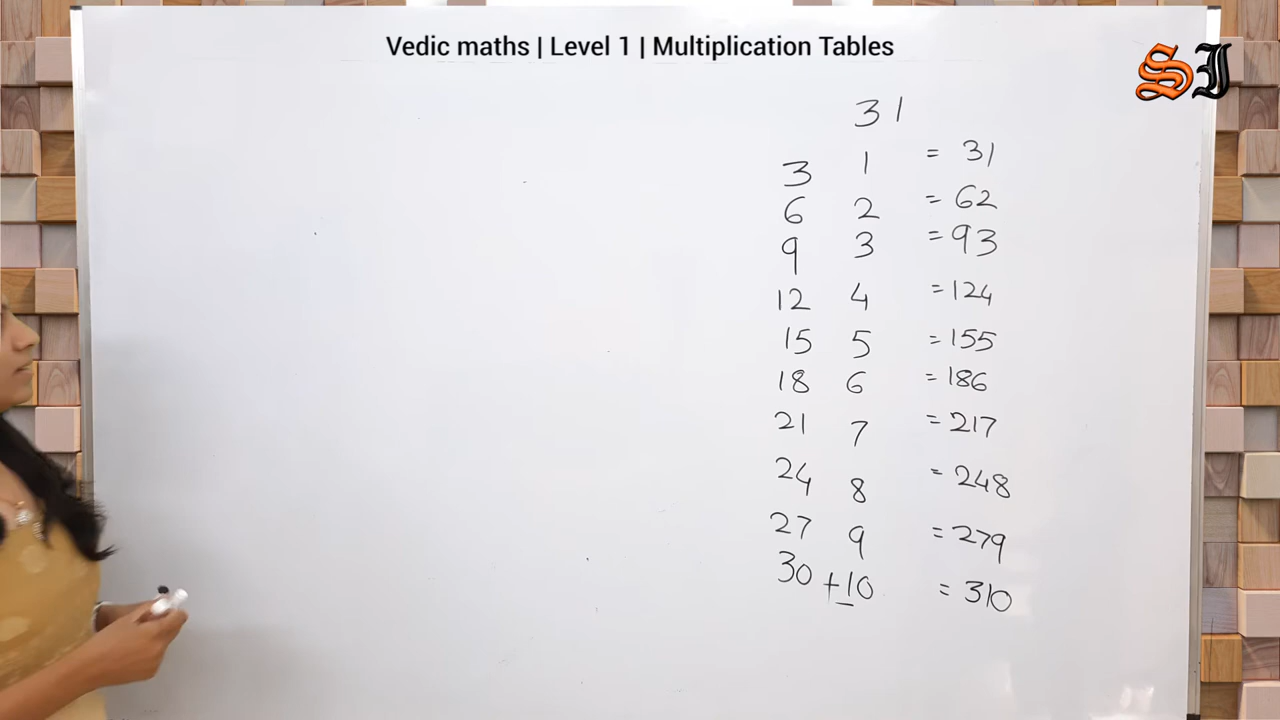 Vedic maths | Level 1 | Multiplication Tables
SJ
31
3 1 = 31
6 2 = 62
9 3 = 93
12 4 = 124
15 5 = 155
18 6 = 186
21 7 = 217
24 8 = 248
27 9 = 279
30 + 10 = 310